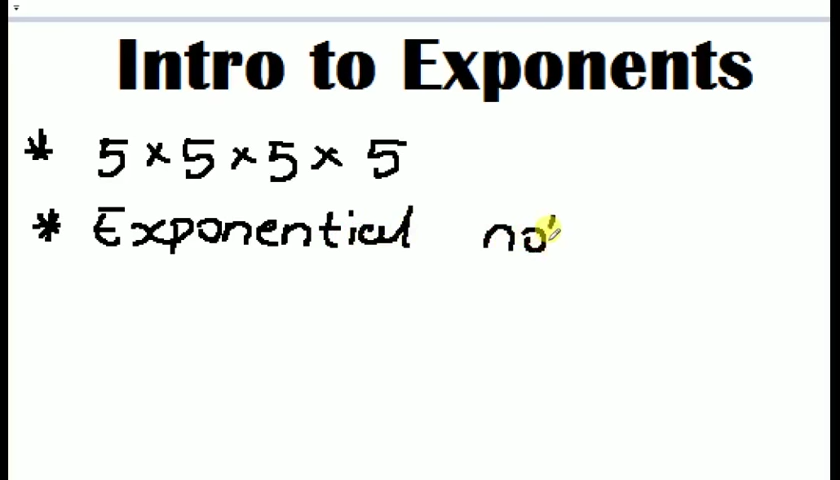 Intro to Exponents
* 5 × 5 × 5 × 5
* Exponential no